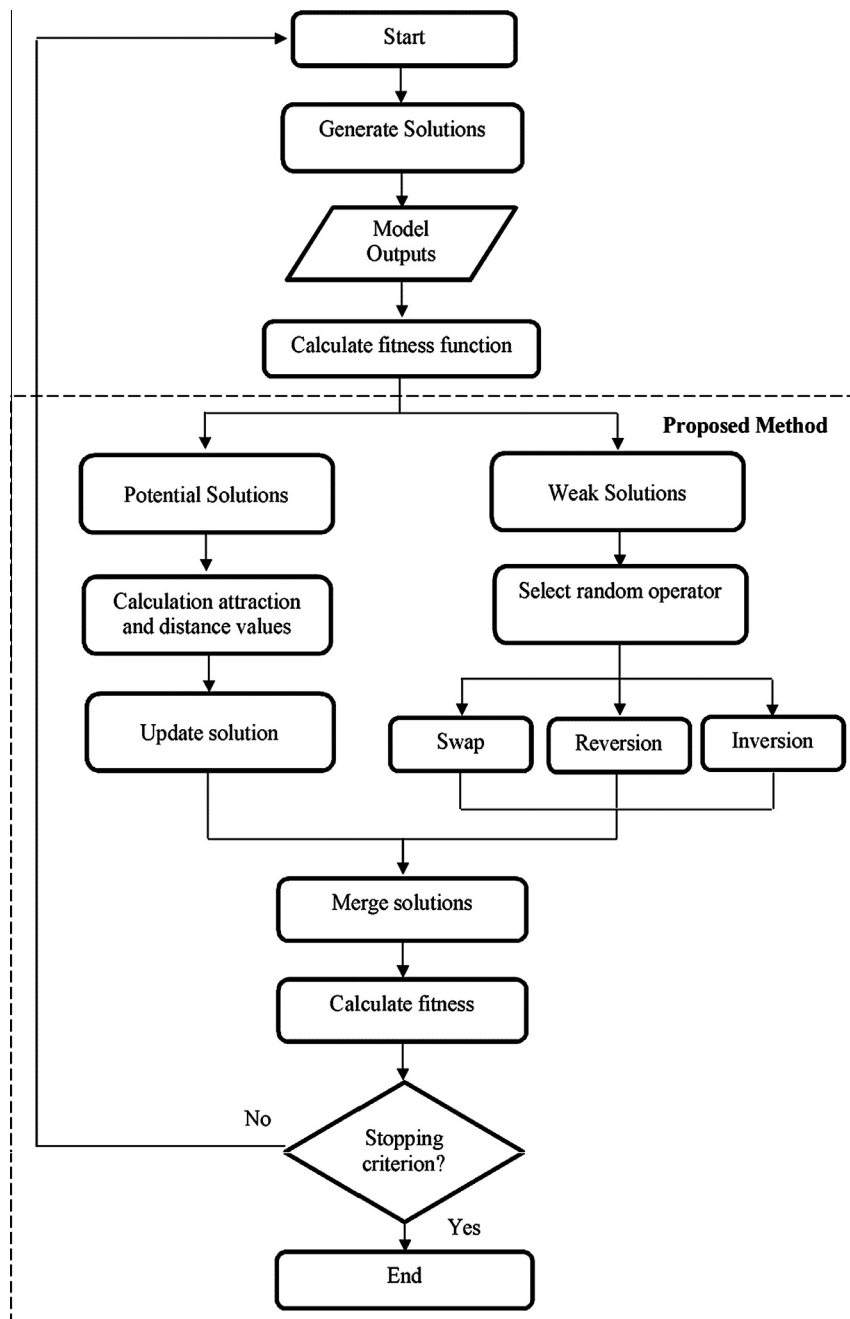 Start
Generate Solutions
Model
Outputs
Calculate fitness function
Proposed Method
Potential Solutions
Weak Solutions
Calculation attraction
and distance values
Select random operator
Update solution
Swap
Reversion
Inversion
Merge solutions
Calculate fitness
No
Stopping
criterion?
Yes
End